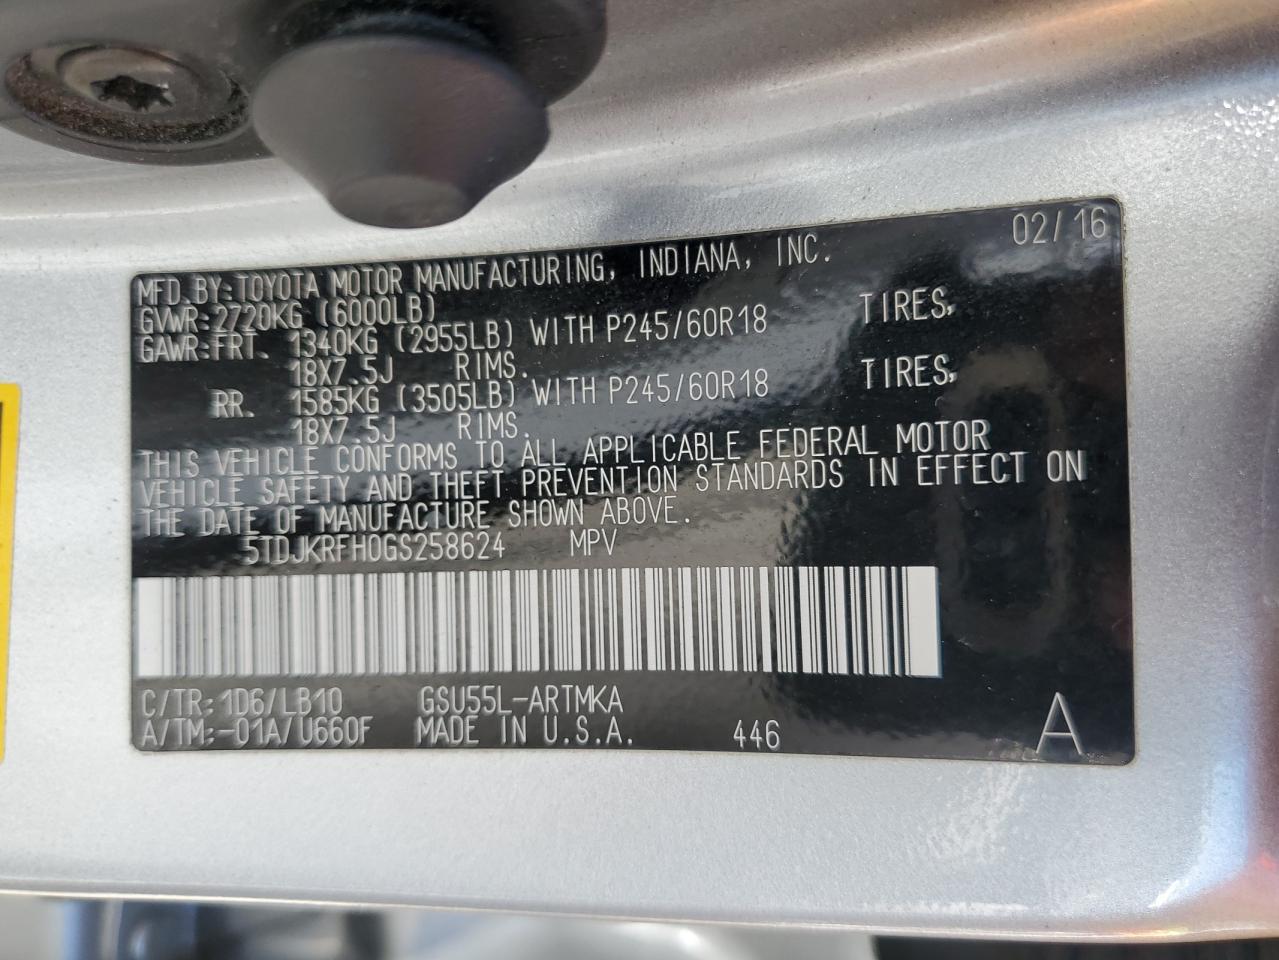 02/16
MFD.BY:TOYOTA MOTOR MANUFACTURING, INDIANA, INC.
GVWR:2720KG (6000LB)
GAWR:FRT. 1340KG (2955LB) WITH P245/60R18 TIRES,
18X7.5J RIMS.
RR. 1585KG (3505LB) WITH P245/60R18 TIRES,
18X7.5J RIMS.
THIS VEHICLE CONFORMS TO ALL APPLICABLE FEDERAL MOTOR
VEHICLE SAFETY AND THEFT PREVENTION STANDARDS IN EFFECT ON
THE DATE OF MANUFACTURE SHOWN ABOVE.
5TDJKRFH0GS258624 MPV
C/TR:1D6/LB10 GSU55L-ARTMKA
A/TM:-01A/U660F MADE IN U.S.A. 446 A